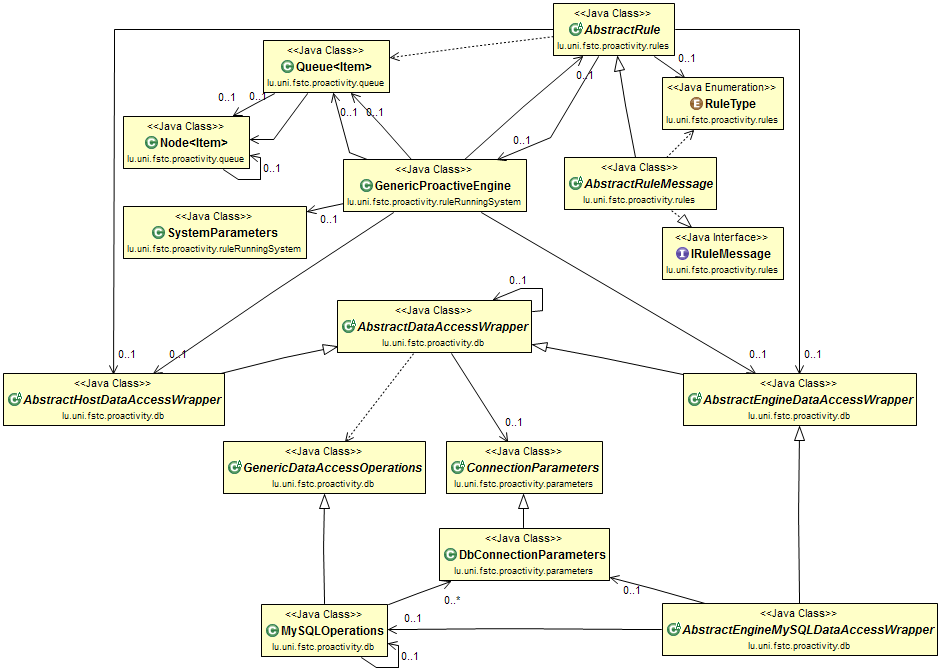 <<Java Class>>
AbstractRule
lu.uni.fstc.proactivity.rules
<<Java Class>>
Queue<Item>
lu.uni.fstc.proactivity.queue
0..1
0..1
<<Java Enumeration>>
RuleType
lu.uni.fstc.proactivity.rules
0..1
0..1
0..1
0..1
<<Java Class>>
Node<Item>
lu.uni.fstc.proactivity.queue
0..1
0..1
<<Java Class>>
GenericProactiveEngine
lu.uni.fstc.proactivity.ruleRunningSystem
0..1
<<Java Class>>
AbstractRuleMessage
lu.uni.fstc.proactivity.rules
<<Java Class>>
SystemParameters
lu.uni.fstc.proactivity.ruleRunningSystem
0..1
<<Java Interface>>
IRuleMessage
lu.uni.fstc.proactivity.rules
0..1
<<Java Class>>
AbstractDataAccessWrapper
lu.uni.fstc.proactivity.db
0..1
0..1
0..1
0..1
<<Java Class>>
AbstractHostDataAccessWrapper
lu.uni.fstc.proactivity.db
<<Java Class>>
AbstractEngineDataAccessWrapper
lu.uni.fstc.proactivity.db
0..1
<<Java Class>>
GenericDataAccessOperations
lu.uni.fstc.proactivity.db
<<Java Class>>
ConnectionParameters
lu.uni.fstc.proactivity.parameters
<<Java Class>>
DbConnectionParameters
lu.uni.fstc.proactivity.parameters
0..*
0..1
<<Java Class>>
MySQLOperations
lu.uni.fstc.proactivity.db
0..1
0..1
<<Java Class>>
AbstractEngineMySQLDataAccessWrapper
lu.uni.fstc.proactivity.db